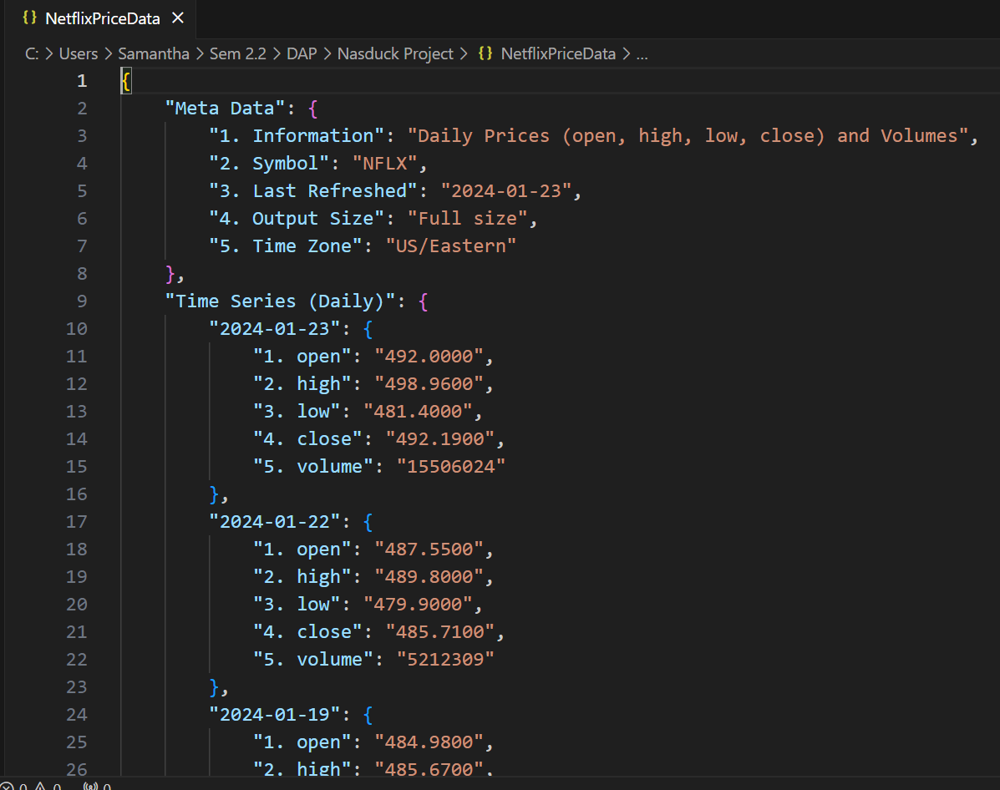 {} NetflixPriceData ×
C: > Users > Samantha > Sem 2.2 > DAP > Nasduck Project > {} NetflixPriceData > ...
1 {
2 "Meta Data": {
3 "1. Information": "Daily Prices (open, high, low, close) and Volumes",
4 "2. Symbol": "NFLX",
5 "3. Last Refreshed": "2024-01-23",
6 "4. Output Size": "Full size",
7 "5. Time Zone": "US/Eastern"
8 },
9 "Time Series (Daily)": {
10 "2024-01-23": {
11 "1. open": "492.0000",
12 "2. high": "498.9600",
13 "3. low": "481.4000",
14 "4. close": "492.1900",
15 "5. volume": "15506024"
16 },
17 "2024-01-22": {
18 "1. open": "487.5500",
19 "2. high": "489.8000",
20 "3. low": "479.9000",
21 "4. close": "485.7100",
22 "5. volume": "5212309"
23 },
24 "2024-01-19": {
25 "1. open": "484.9800",
26 "2. high": "485.6700",
0 0 0